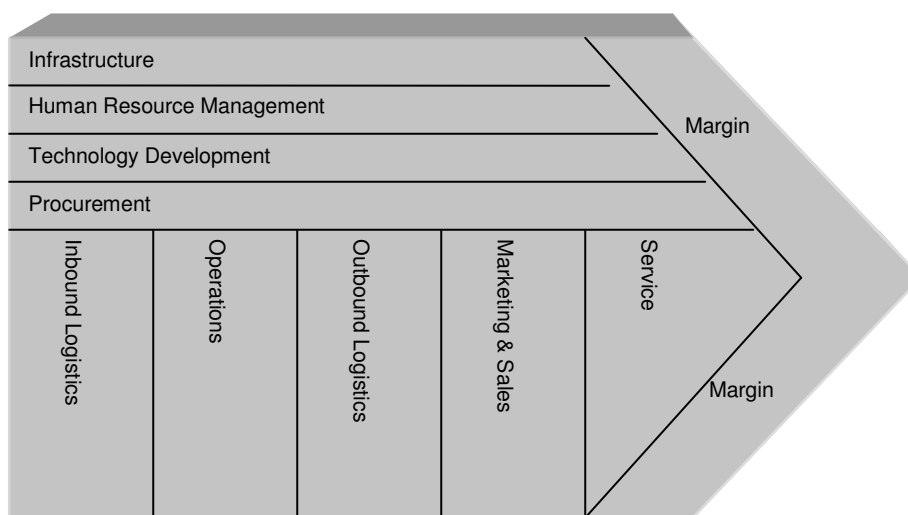 Infrastructure
Human Resource Management
Margin
Technology Development
Procurement
Inbound Logistics
Operations
Outbound Logistics
Marketing & Sales
Service
Margin